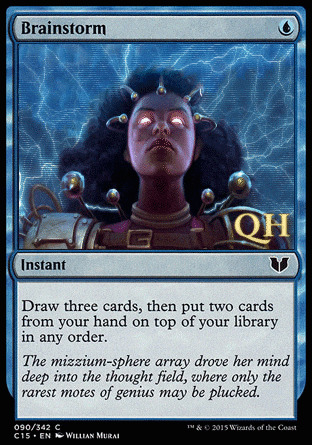 Brainstorm
QH
Instant
Draw three cards, then put two cards
from your hand on top of your library
in any order.
The mizzium-sphere array drove her mind
deep into the thought field, where only the
rarest motes of genius may be plucked.
090/342 C
C15 • EN Willian Murai
™ & © 2015 Wizards of the Coast